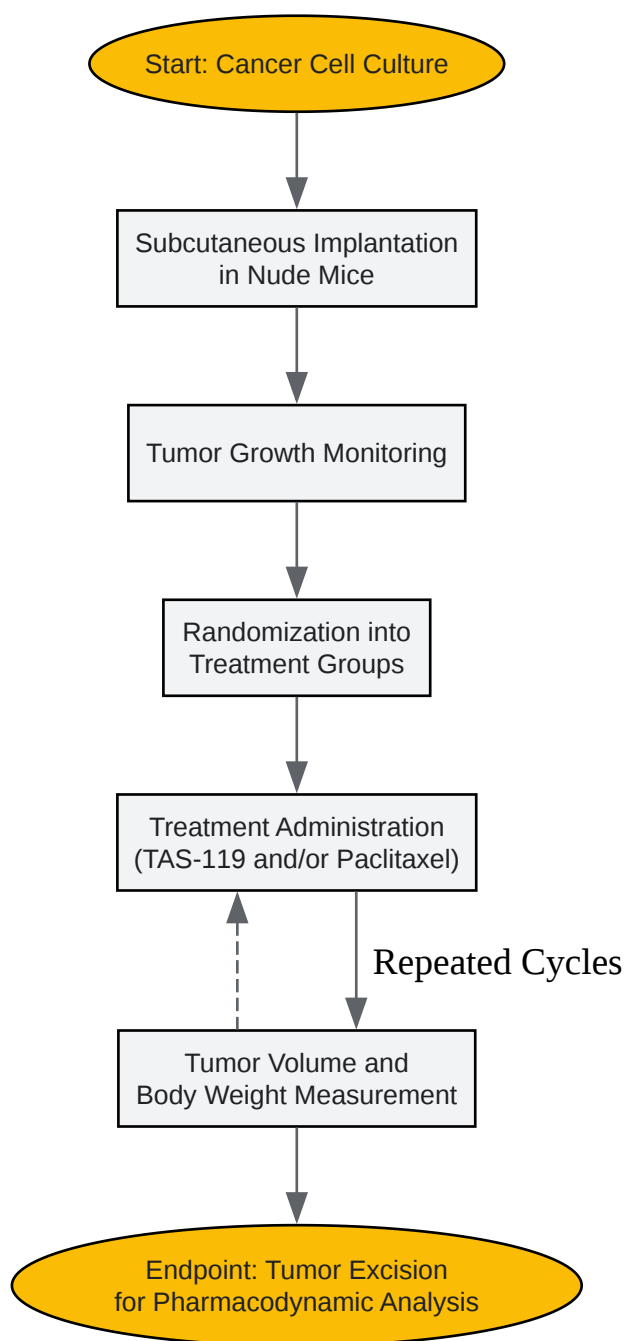 Start: Cancer Cell Culture
Subcutaneous Implantation
in Nude Mice
Tumor Growth Monitoring
Randomization into
Treatment Groups
Treatment Administration
(TAS-119 and/or Paclitaxel)
Repeated Cycles
Tumor Volume and
Body Weight Measurement
Endpoint: Tumor Excision
for Pharmacodynamic Analysis